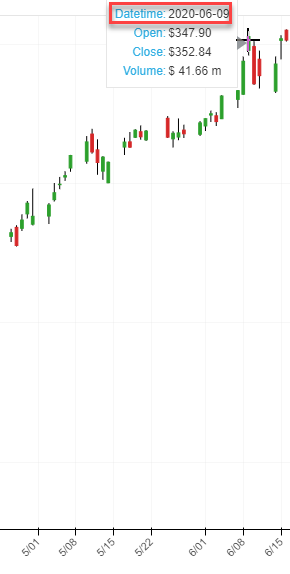 Datetime: 2020-06-09
Open: $347.90
Close: $352.84
Volume: $ 41.66 m
5/01
5/08
5/15
5/22
6/01
6/08
6/15